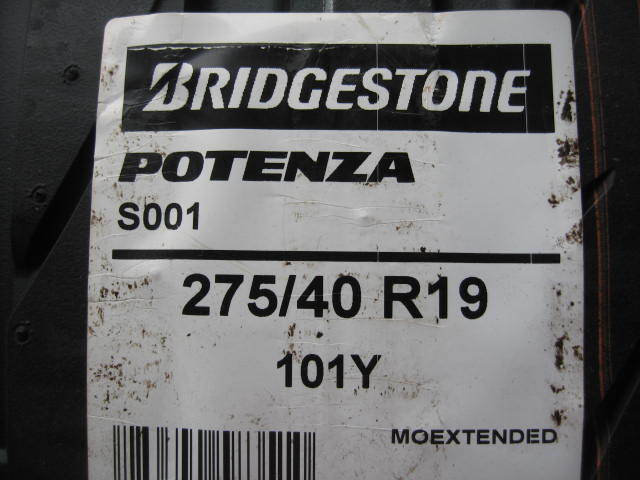 BRIDGESTONE
POTENZA
S001
275/40 R19
101Y
MOEXTENDED